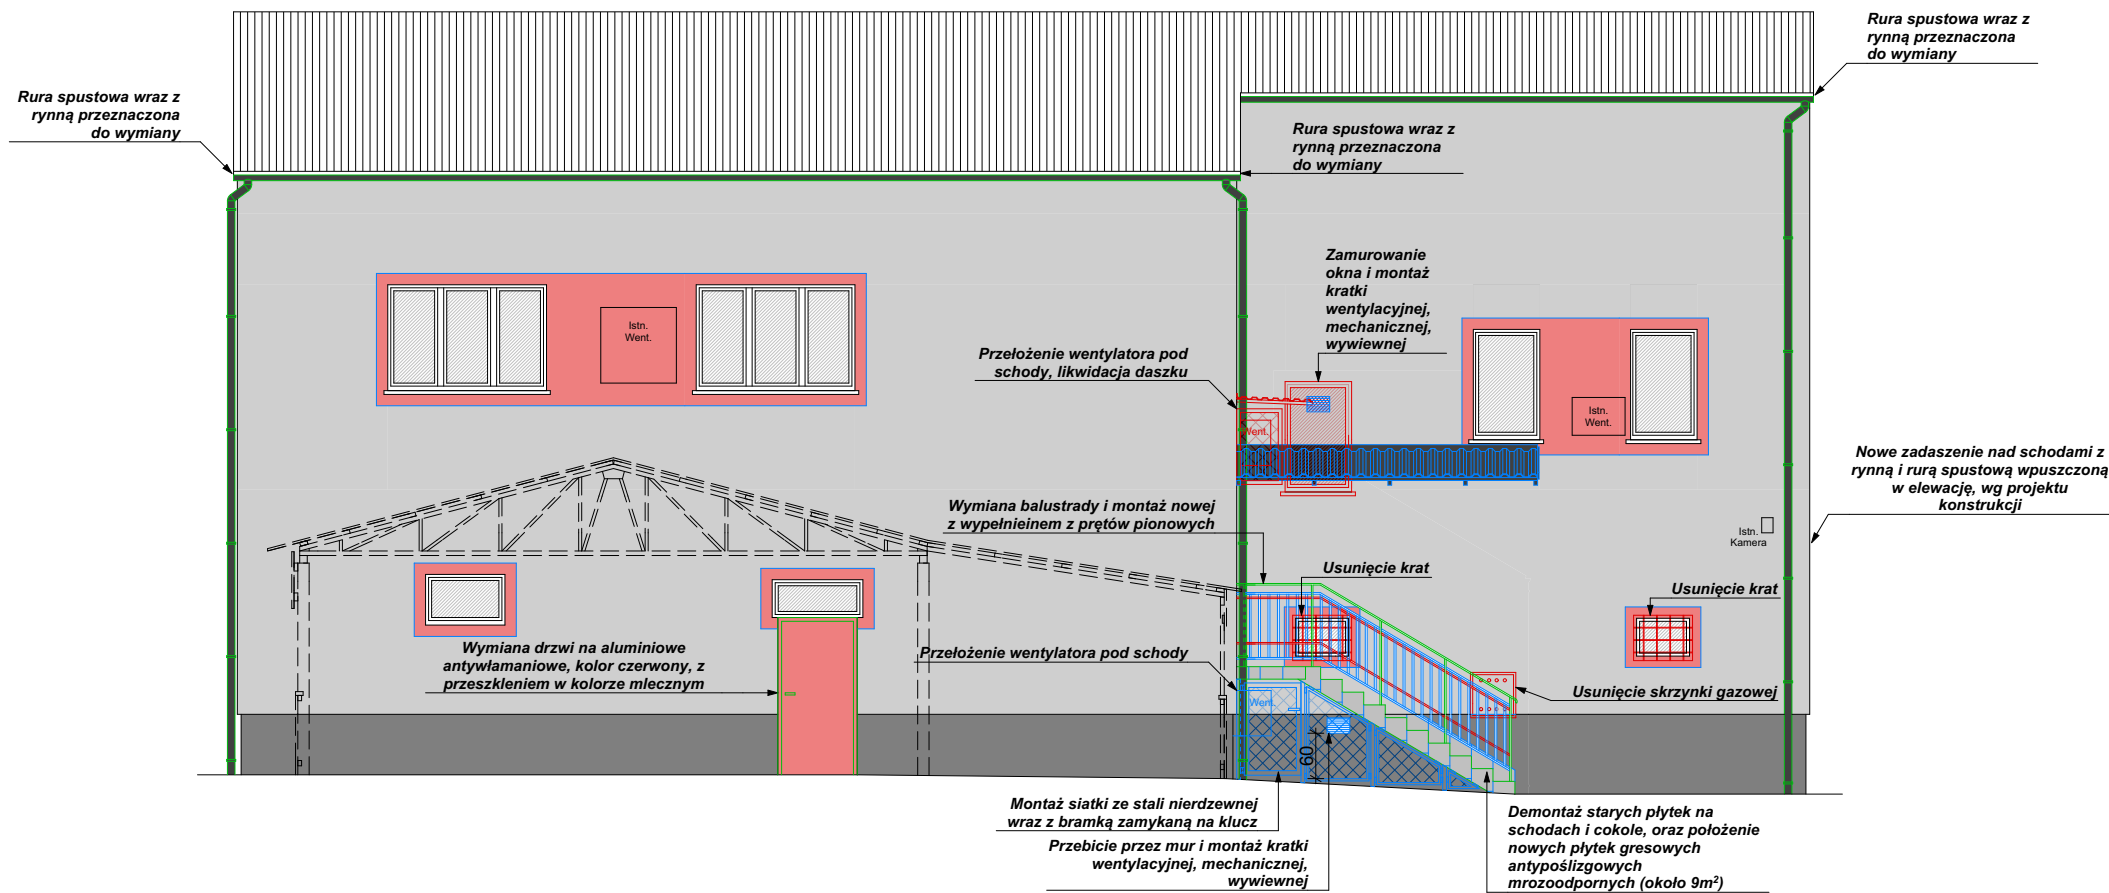 Rura spustowa wraz z
rynną przeznaczona
do wymiany
Rura spustowa wraz z
rynną przeznaczona
do wymiany
Rura spustowa wraz z
rynną przeznaczona
do wymiany
Zamurowanie
okna i montaż
kratki
wentylacyjnej,
mechanicznej,
wywiewnej
Istn.
Went.
Przełożenie wentylatora pod
schody, likwidacja daszku
Went.
Istn.
Went.
Nowe zadaszenie nad schodami z
rynną i rurą spustową wpuszczoną
w elewację, wg projektu
konstrukcji
Wymiana balustrady i montaż nowej
z wypełnieinem z prętów pionowych
Istn.
Kamera
Usunięcie krat
Usunięcie krat
Wymiana drzwi na aluminiowe
antywłamaniowe, kolor czerwony, z
przeszkleniem w kolorze mlecznym
Przełożenie wentylatora pod schody
Usunięcie skrzynki gazowej
Went.
60
Montaż siatki ze stali nierdzewnej
wraz z bramką zamykaną na klucz
Przebicie przez mur i montaż kratki
wentylacyjnej, mechanicznej,
wywiewnej
Demontaż starych płytek na
schodach i cokole, oraz położenie
nowych płytek gresowych
antypoślizgowych
mrozoodpornych (około 9m²)